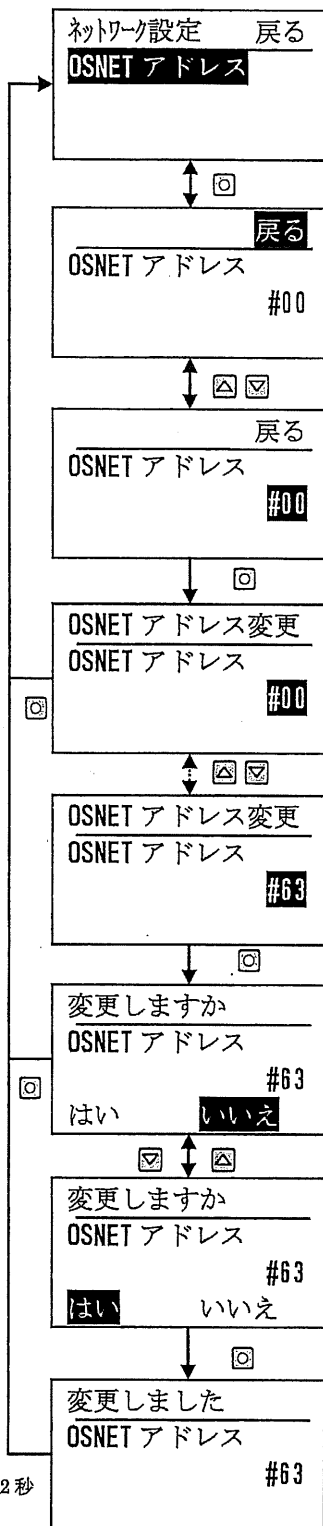 ネットワーク設定 戻る
OSNET アドレス
戻る
OSNET アドレス
#00
戻る
OSNET アドレス
#00
OSNET アドレス変更
OSNET アドレス
#00
OSNET アドレス変更
OSNET アドレス
#63
変更しますか
OSNET アドレス
#63
はい いいえ
変更しますか
OSNET アドレス
#63
はい いいえ
変更しました
OSNET アドレス
#63
2秒